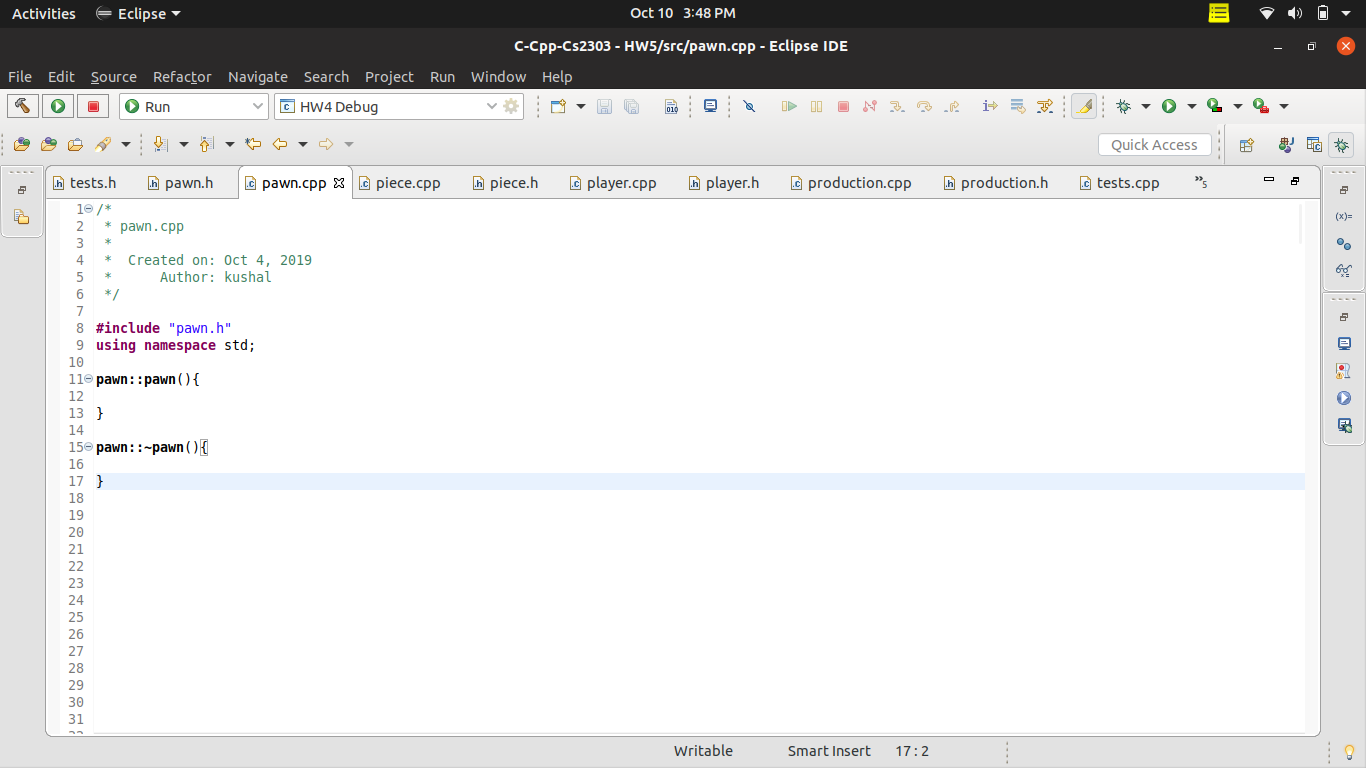 Activities Eclipse Oct 10 3:48 PM
C-Cpp-Cs2303 - HW5/src/pawn.cpp - Eclipse IDE
File Edit Source Refactor Navigate Search Project Run Window Help
Run HW4 Debug
Quick Access
tests.h pawn.h pawn.cpp piece.cpp piece.h player.cpp player.h production.cpp production.h tests.cpp »5
1 /*
2 * pawn.cpp
3 *
4 * Created on: Oct 4, 2019
5 * Author: kushal
6 */
7
8 #include "pawn.h"
9 using namespace std;
10
11 pawn::pawn(){
12
13 }
14
15 pawn::~pawn(){
16
17 }
18
19
20
21
22
23
24
25
26
27
28
29
30
31
Writable Smart Insert 17 : 2